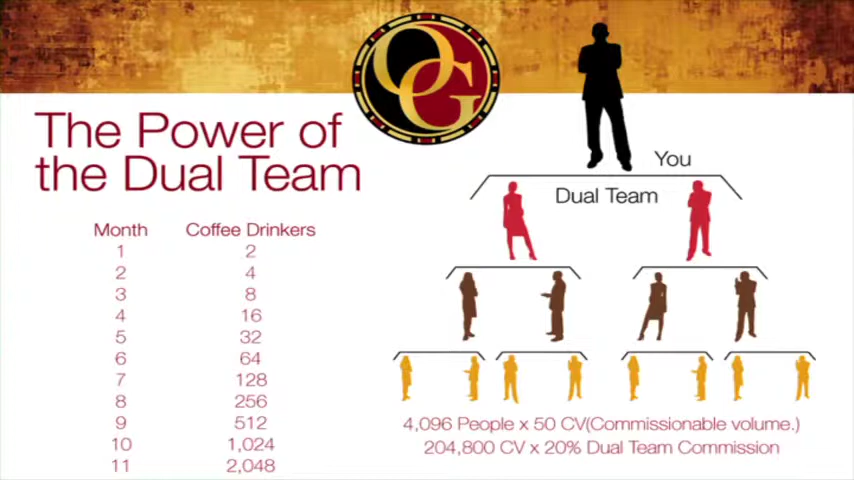 OG
The Power of
the Dual Team
Month Coffee Drinkers
1 2
2 4
3 8
4 16
5 32
6 64
7 128
8 256
9 512
10 1,024
11 2,048
You
Dual Team
4,096 People x 50 CV(Commissionable volume.)
204,800 CV x 20% Dual Team Commission